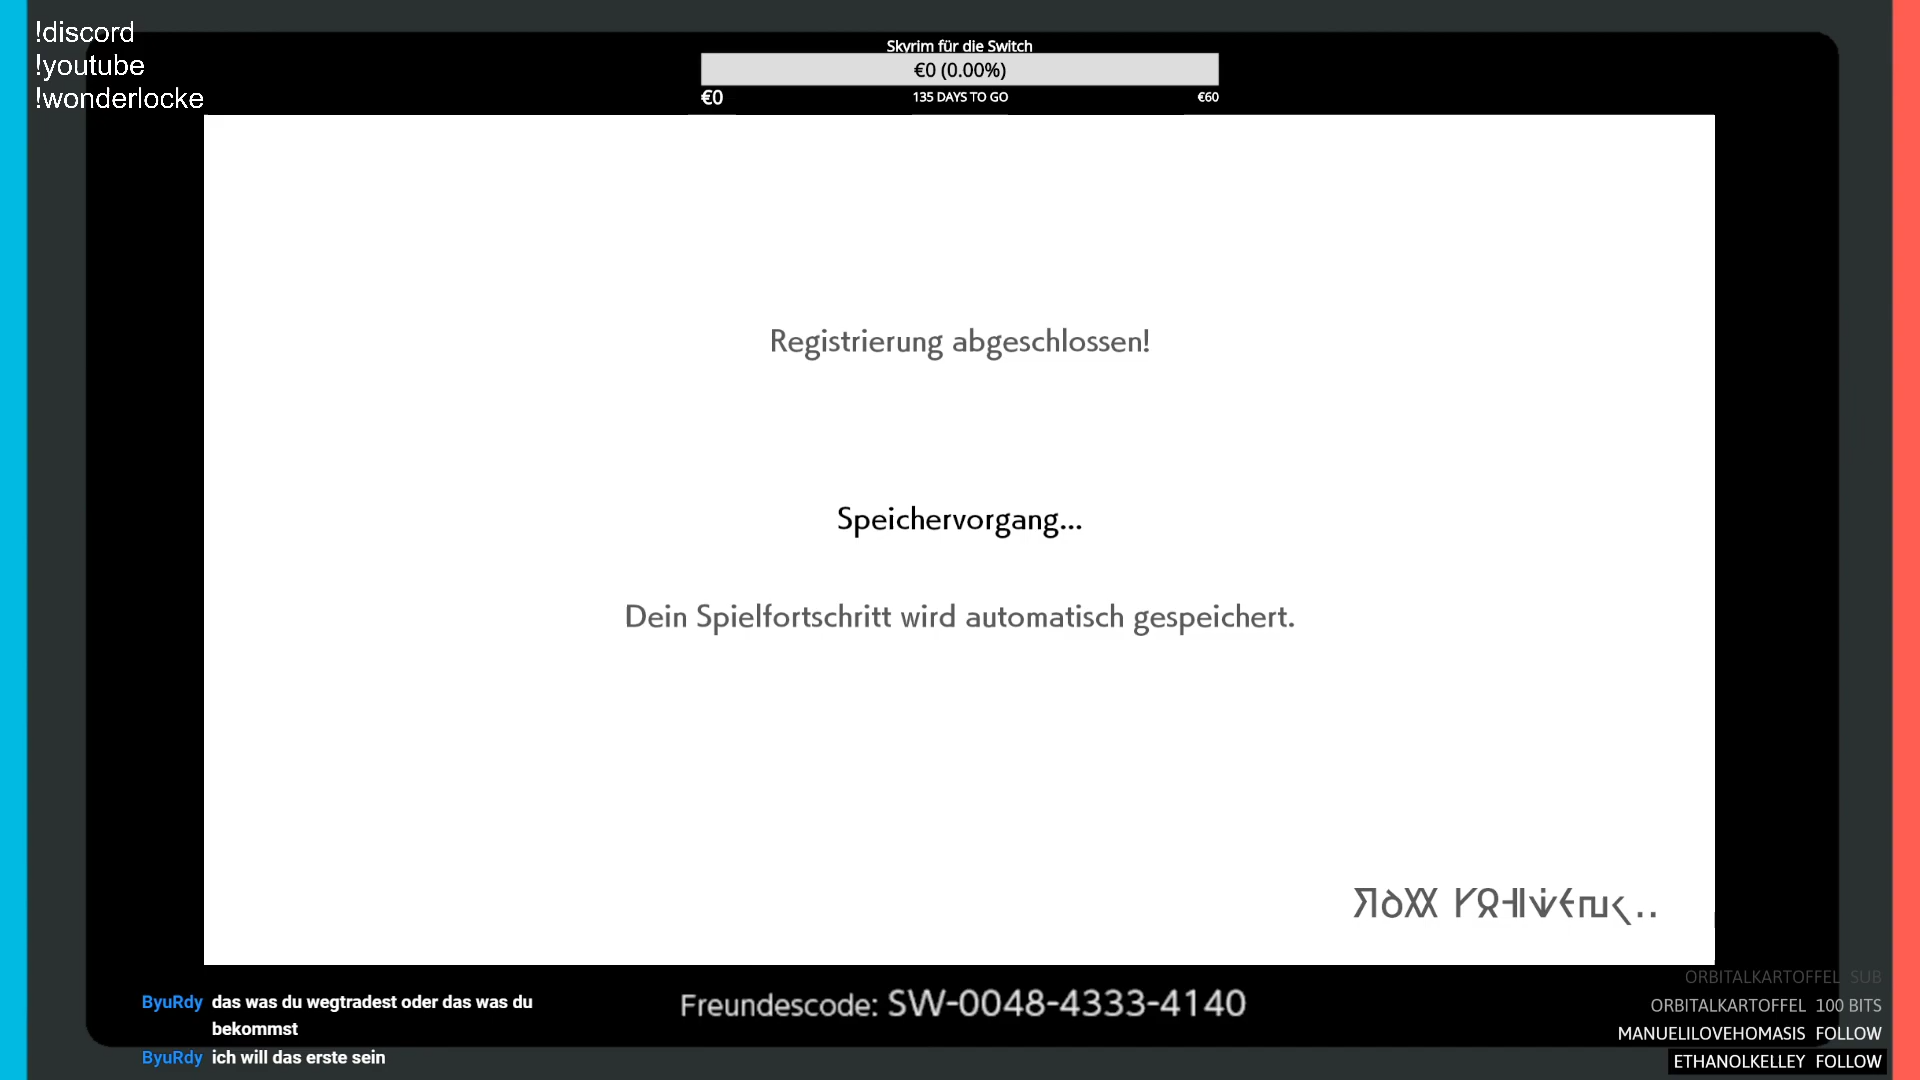 !discord
!youtube
!wonderlocke
Skyrim für die Switch
€0 (0.00%)
€0 135 DAYS TO GO €60
Registrierung abgeschlossen!
Speichervorgang...
Dein Spielfortschritt wird automatisch gespeichert.
ByuRdy das was du wegtradest oder das was du
bekommst
ByuRdy ich will das erste sein
Freundescode: SW-0048-4333-4140
ORBITALKARTOFFEL SUB
ORBITALKARTOFFEL 100 BITS
MANUELILOVEHOMASIS FOLLOW
ETHANOLKELLEY FOLLOW